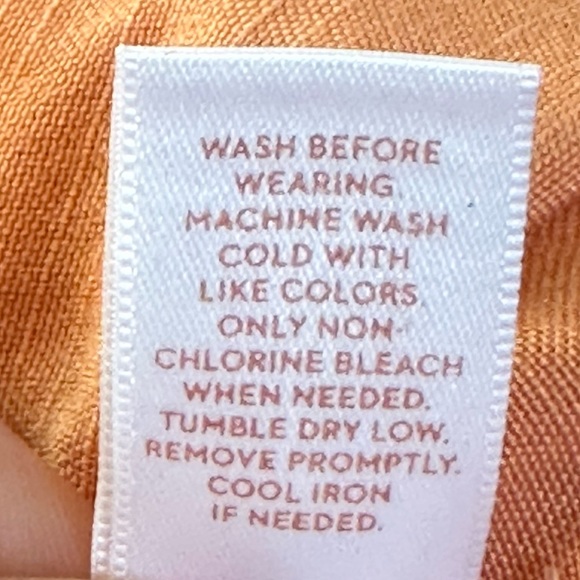 WASH BEFORE
WEARING
MACHINE WASH
COLD WITH
LIKE COLORS.
ONLY NON-
CHLORINE BLEACH
WHEN NEEDED.
TUMBLE DRY LOW.
REMOVE PROMPTLY.
COOL IRON
IF NEEDED.